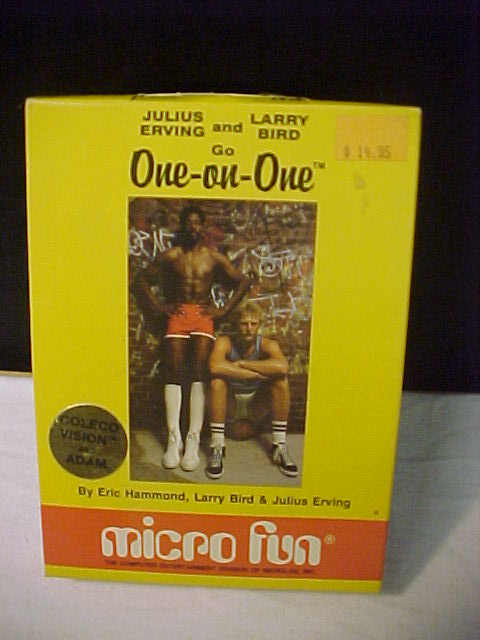 JULIUS ERVING and LARRY BIRD
Go
One-on-One™
$ 14.95
COLECO
VISION™
AND
ADAM
By Eric Hammond, Larry Bird & Julius Erving
micro fun®
THE COMPUTER ENTERTAINMENT DIVISION OF MICROLAB, INC.